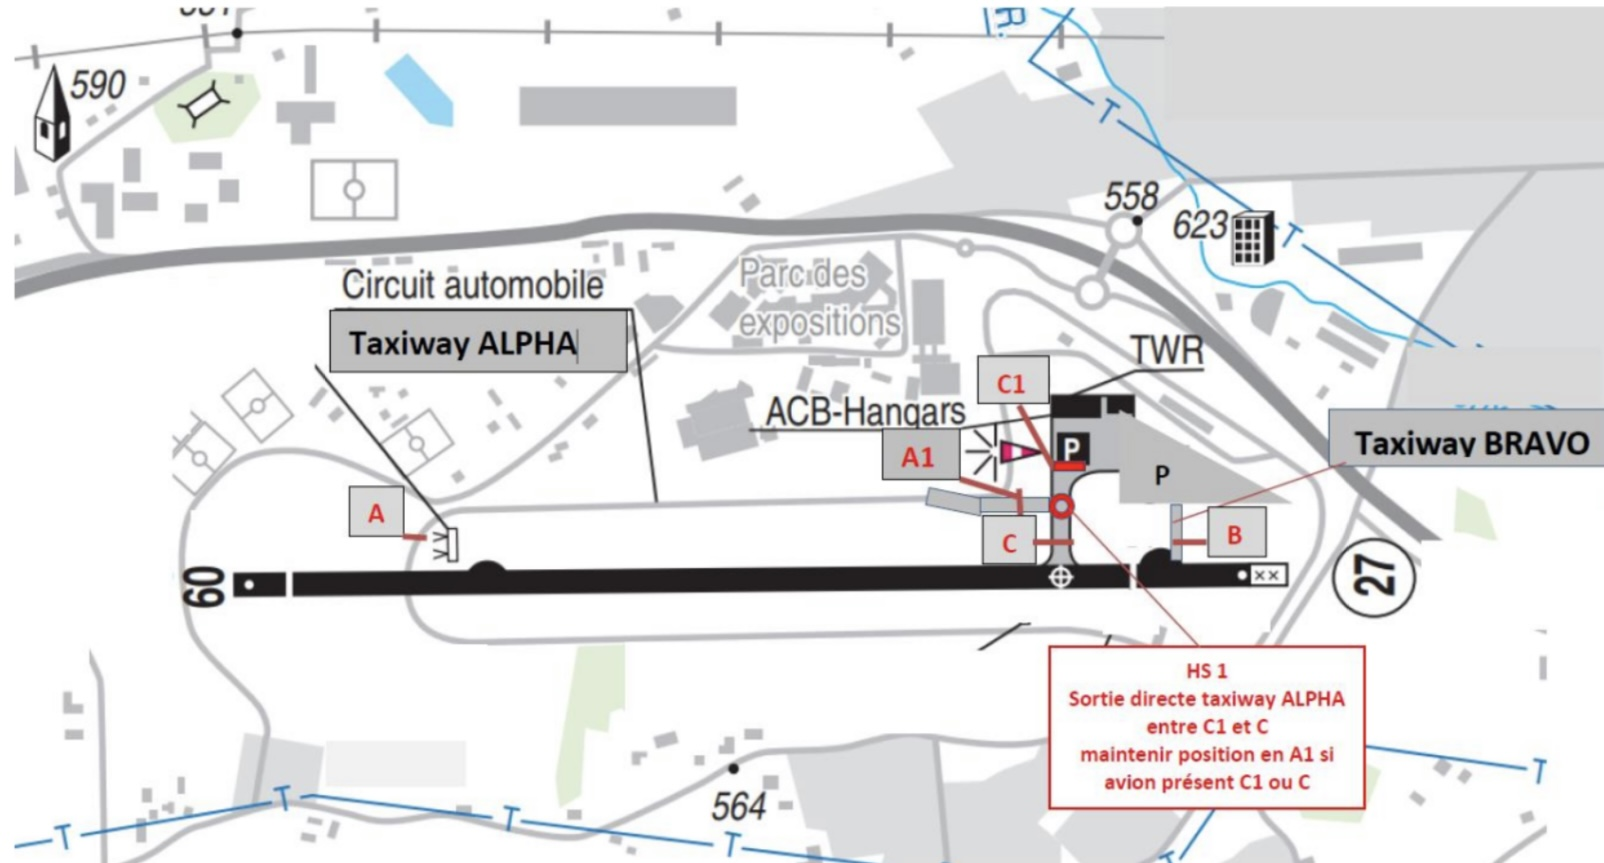 590
558
623
Circuit automobile
Parc des
expositions
Taxiway ALPHA
TWR
C1
ACB-Hangars
Taxiway BRAVO
A1
P
P
A
C
B
09
27
××
HS 1
Sortie directe taxiway ALPHA
entre C1 et C
maintenir position en A1 si
avion présent C1 ou C
564
T
T
T
T
T
T
T
T